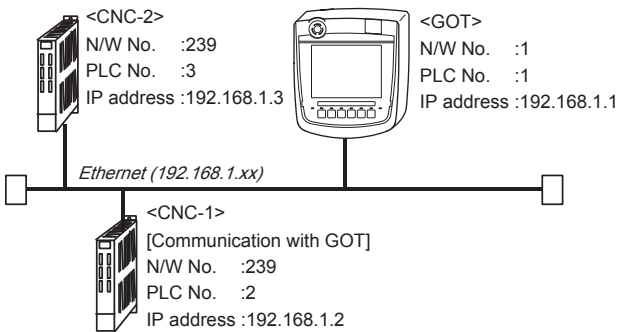 <CNC-2>
N/W No. :239
PLC No. :3
IP address :192.168.1.3
<GOT>
N/W No. :1
PLC No. :1
IP address :192.168.1.1
Ethernet (192.168.1.xx)
<CNC-1>
[Communication with GOT]
N/W No. :239
PLC No. :2
IP address :192.168.1.2